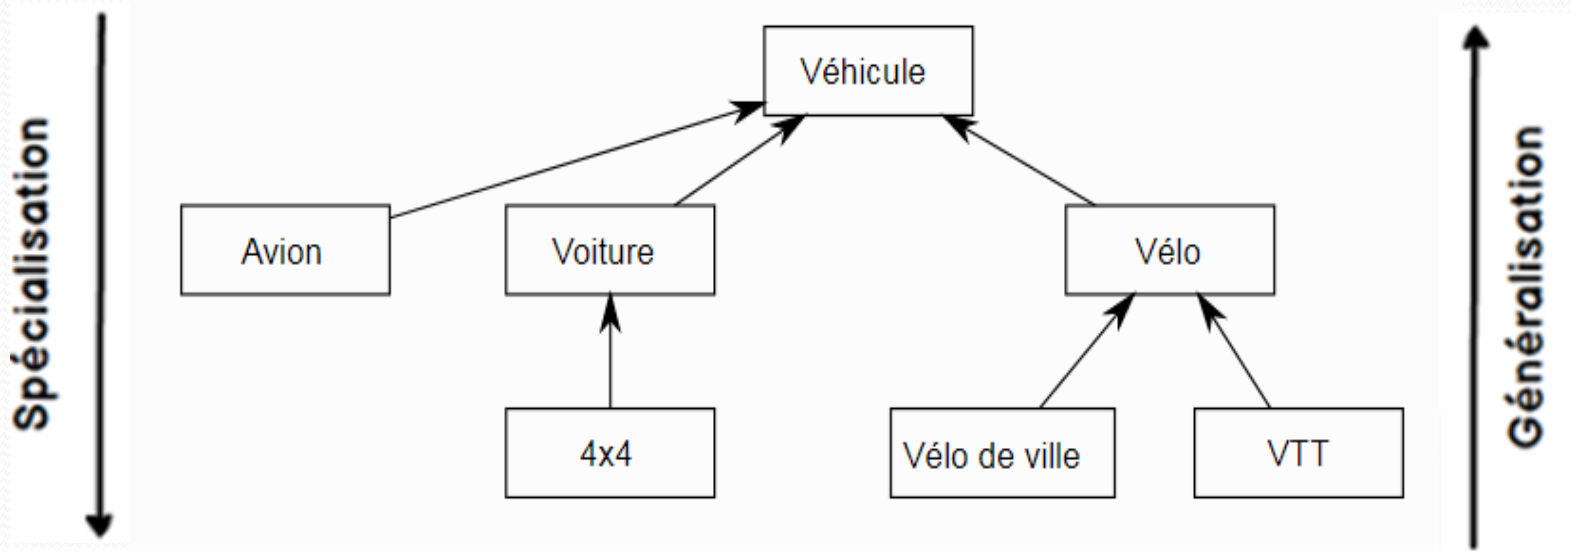 Véhicule
Spécialisation
Généralisation
Avion
Voiture
Vélo
4x4
Vélo de ville
VTT